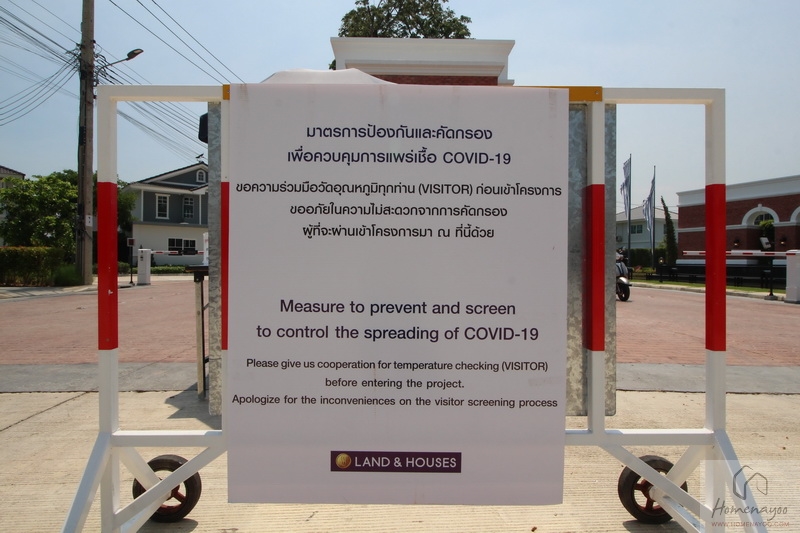 มาตรการป้องกันและคัดกรอง
เพื่อควบคุมการแพร่เชื้อ COVID-19
ขอความร่วมมือวัดอุณหภูมิทุกท่าน (VISITOR) ก่อนเข้าโครงการ
ขออภัยในความไม่สะดวกจากการคัดกรอง
ผู้ที่จะผ่านเข้าโครงการมา ณ ที่นี้ด้วย
Measure to prevent and screen
to control the spreading of COVID-19
Please give us cooperation for temperature checking (VISITOR)
before entering the project.
Apologize for the inconveniences on the visitor screening process
LAND & HOUSES
Homenayoo
WWW.HOMENAYOO.COM